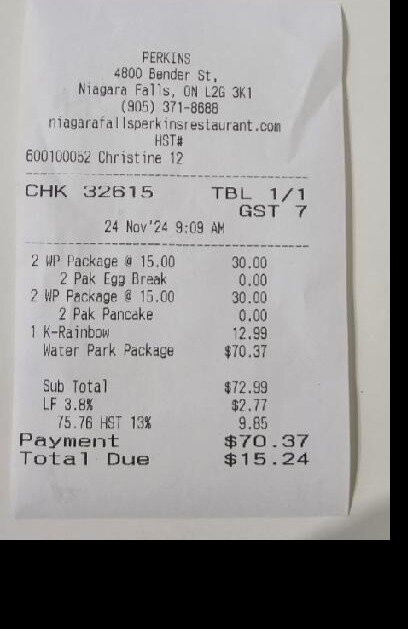 PERKINS
4800 Bender St,
Niagara Falls, ON L2G 3K1
(905) 371-8688
niagarafallsperkinsrestaurant.com
HST#
600100052 Christine 12
CHK 32615 TBL 1/1
GST 7
24 Nov'24 9:09 AM
2 WP Package @ 15.00 30.00
2 Pak Egg Break 0.00
2 WP Package @ 15.00 30.00
2 Pak Pancake 0.00
1 K-Rainbow 12.99
Water Park Package $70.37
Sub Total $72.99
LF 3.8% $2.77
75.76 HST 13% 9.85
Payment $70.37
Total Due $15.24